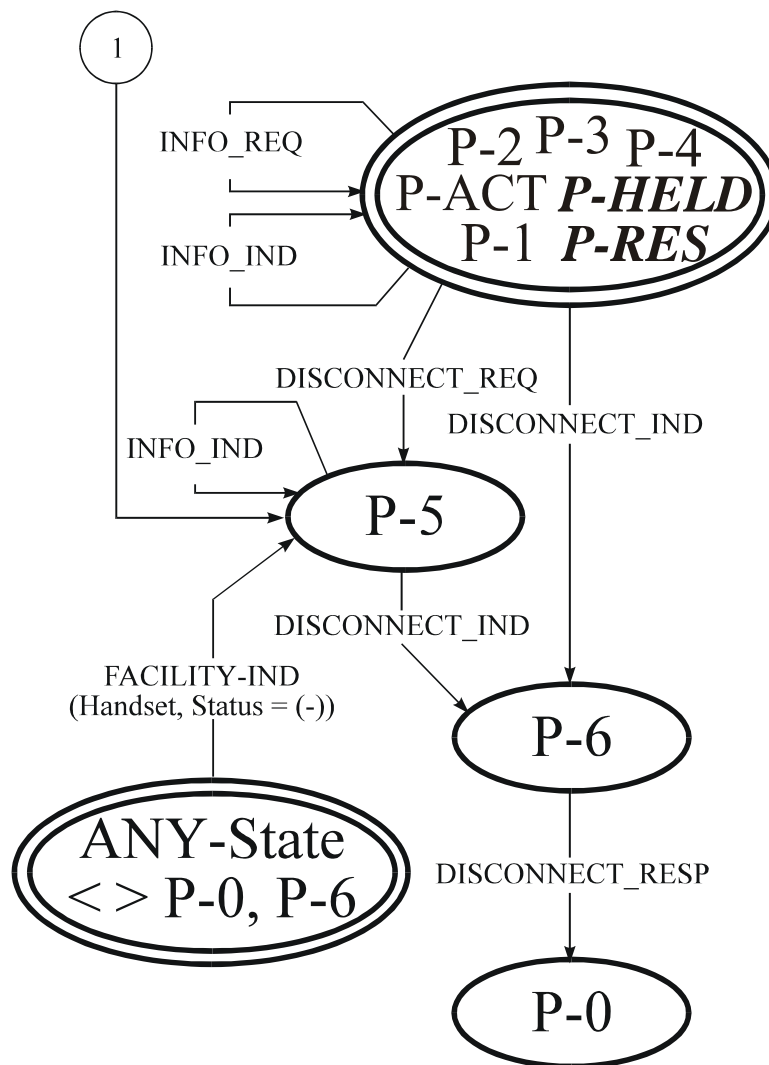 1
P-2 P-3 P-4
P-ACT P-HELD
P-1 P-RES
INFO_REQ
INFO_IND
DISCONNECT_REQ
DISCONNECT_IND
INFO_IND
P-5
DISCONNECT_IND
FACILITY-IND
(Handset, Status = (-))
P-6
ANY-State
< > P-0, P-6
DISCONNECT_RESP
P-0